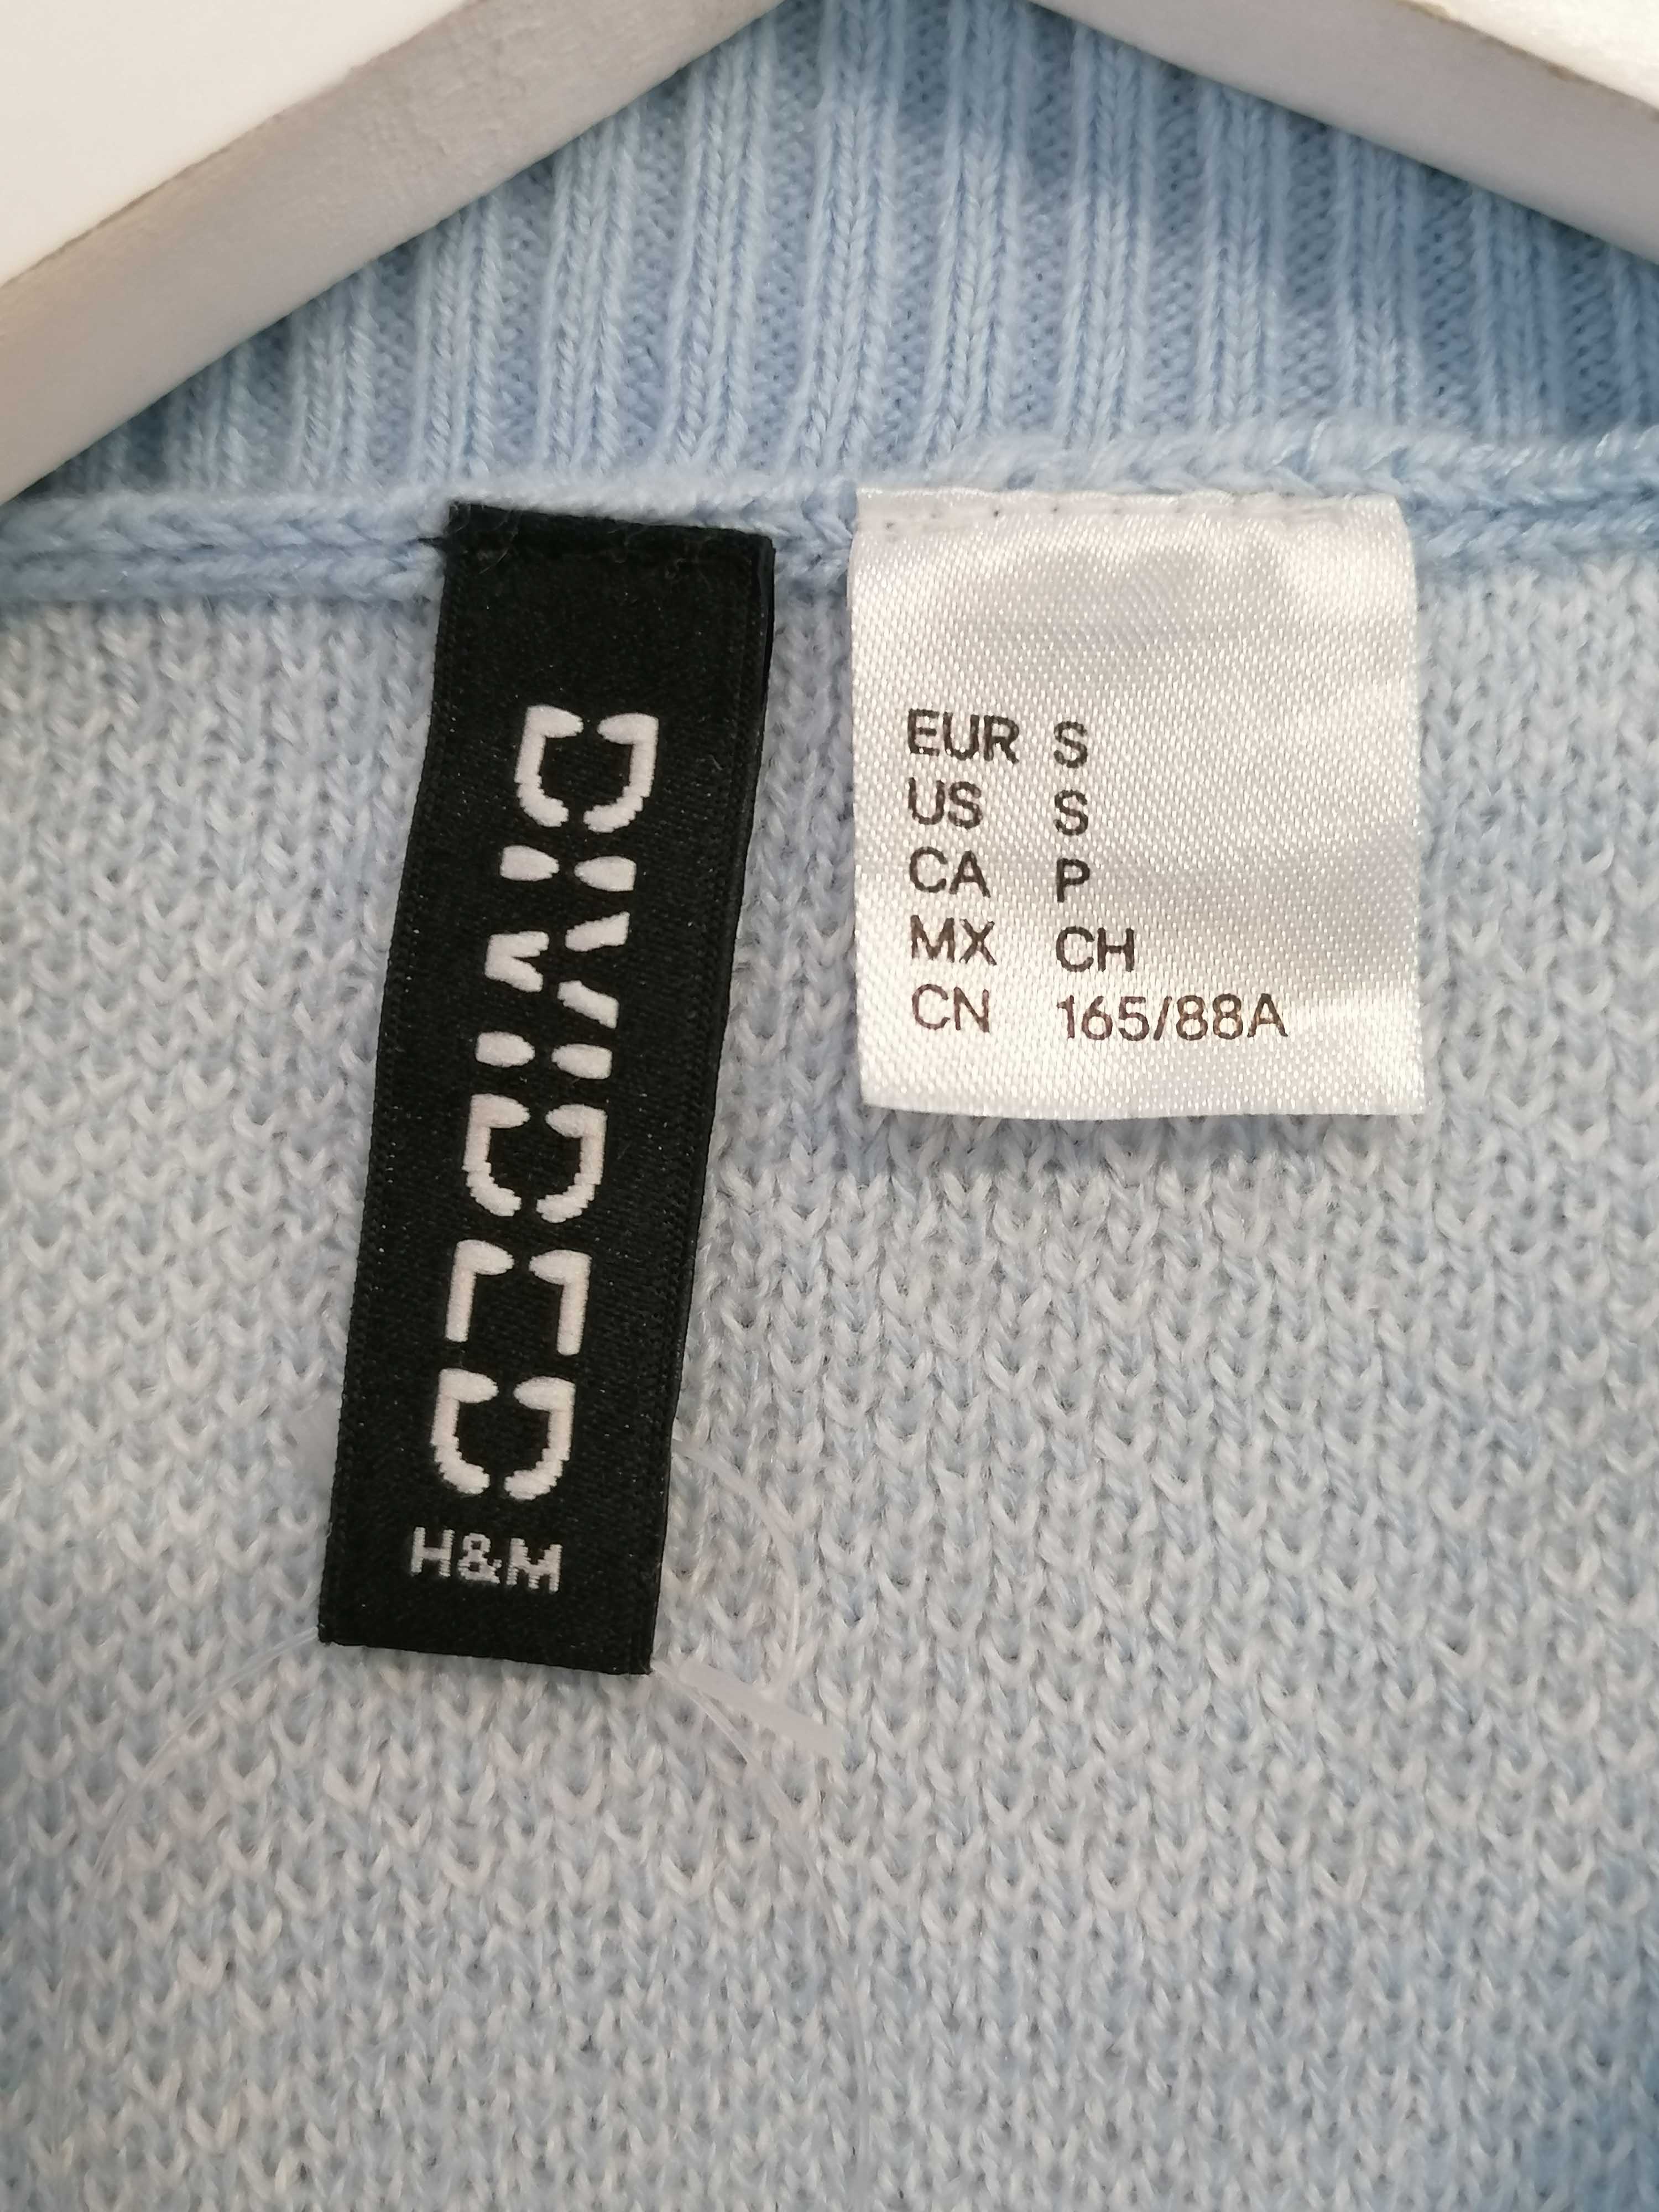 DIVIDED
H&M
EUR S
US S
CA P
MX CH
CN 165/88A